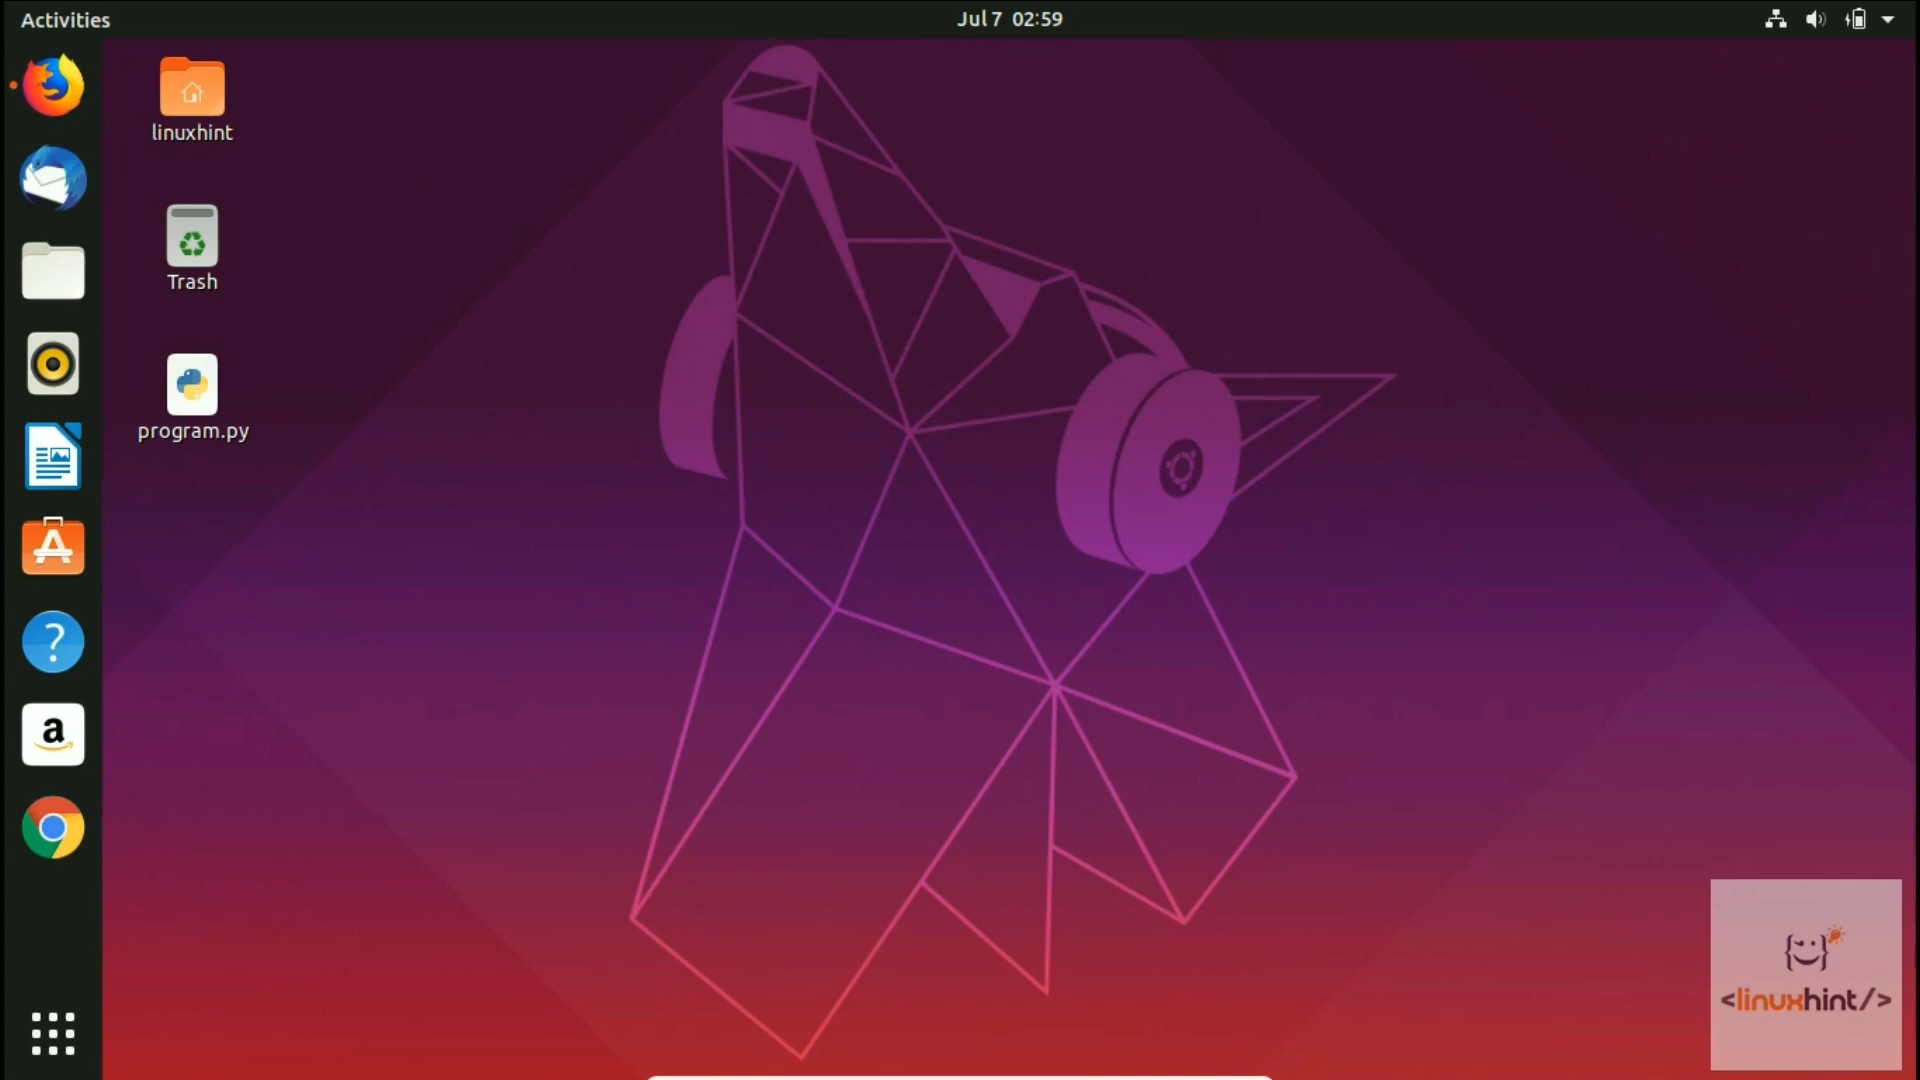 Activities
Jul 7 02:59
linuxhint
Trash
program.py
a
<linuxhint/>